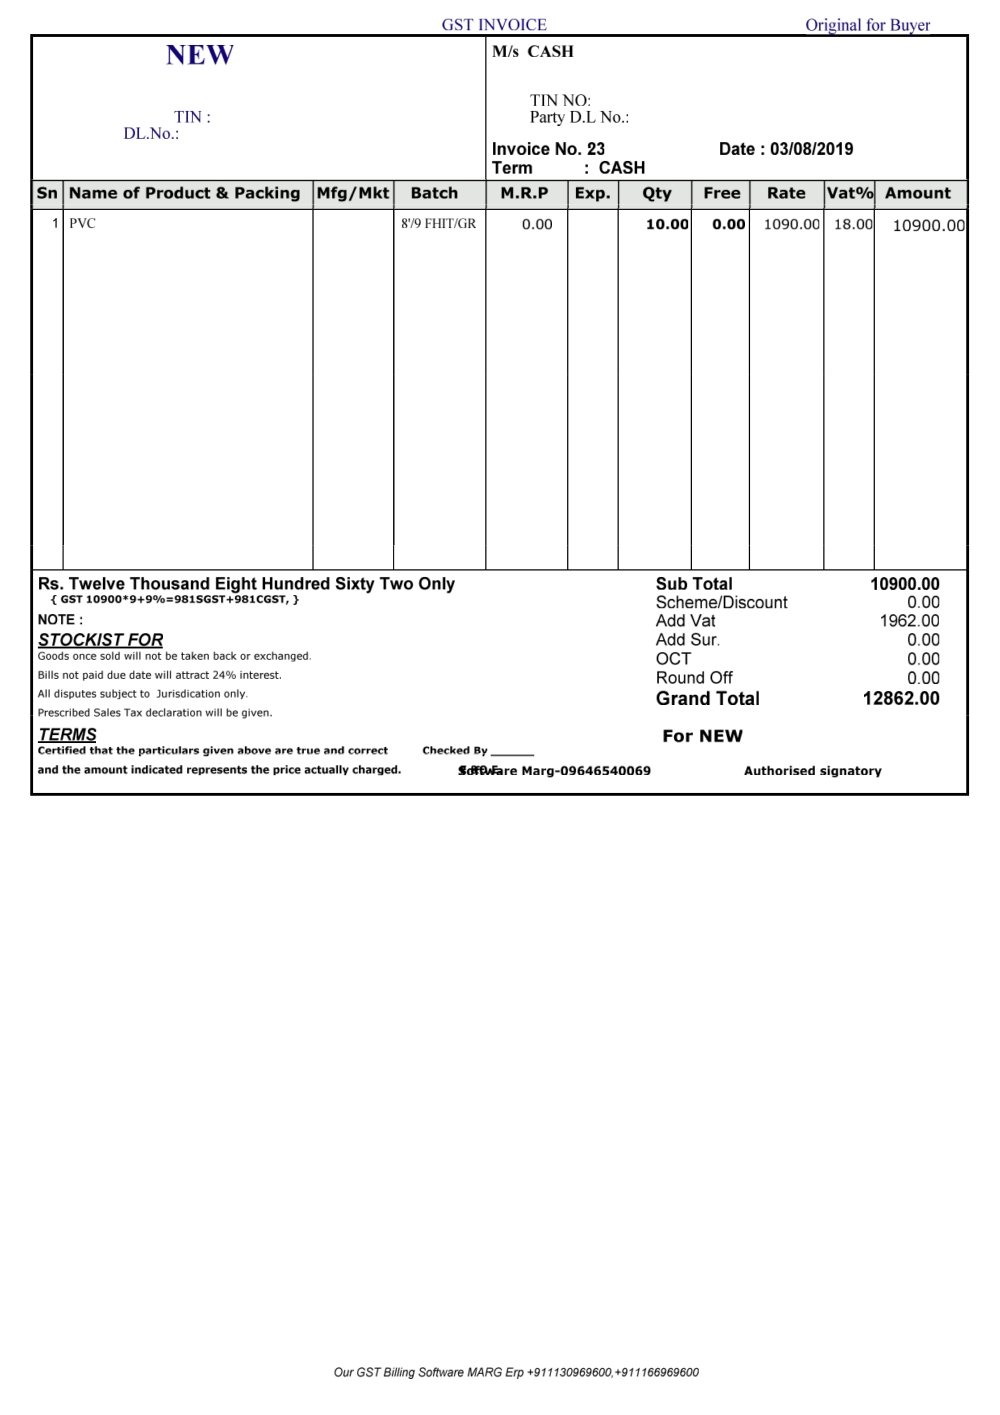 GST INVOICE Original for Buyer
NEW
M/s CASH
TIN NO:
TIN :
Party D.L No.:
DL.No.:
Invoice No. 23 Date : 03/08/2019
Term : CASH
Sn Name of Product & Packing Mfg/Mkt Batch M.R.P Exp. Qty Free Rate Vat% Amount
1 PVC 8'/9 FHIT/GR 0.00 10.00 0.00 1090.00 18.00 10900.00
Rs. Twelve Thousand Eight Hundred Sixty Two Only Sub Total 10900.00
{ GST 10900*9+9%=981SGST+981CGST, } Scheme/Discount 0.00
NOTE : Add Vat 1962.00
STOCKIST FOR Add Sur. 0.00
Goods once sold will not be taken back or exchanged. OCT 0.00
Bills not paid due date will attract 24% interest. Round Off 0.00
All disputes subject to Jurisdication only. Grand Total 12862.00
Prescribed Sales Tax declaration will be given.
TERMS For NEW
Certified that the particulars given above are true and correct Checked By ______
and the amount indicated represents the price actually charged. Software Marg-09646540069 Authorised signatory
Our GST Billing Software MARG Erp +911130969600,+911166969600